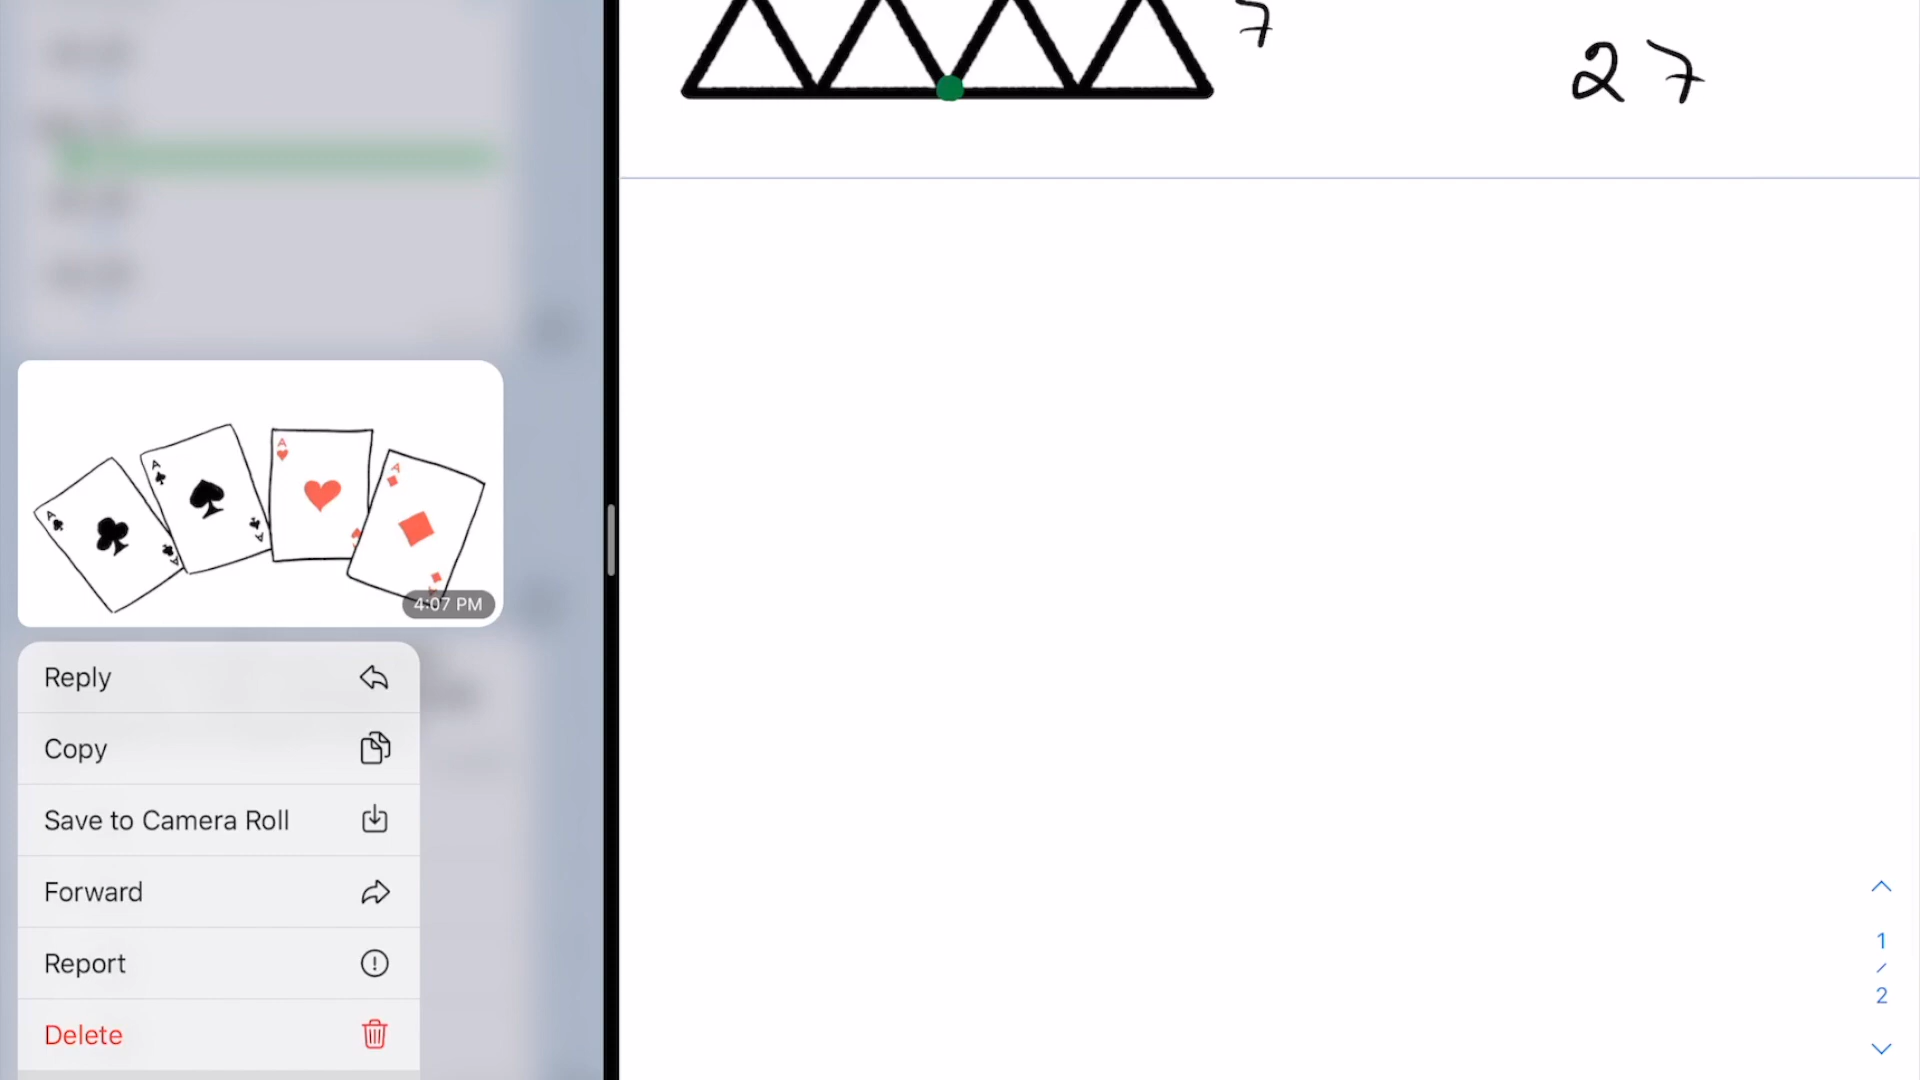 A
A
A
A
A
A
4:07 PM
Reply
Copy
Save to Camera Roll
Forward
Report
Delete
7
27
1
/
2